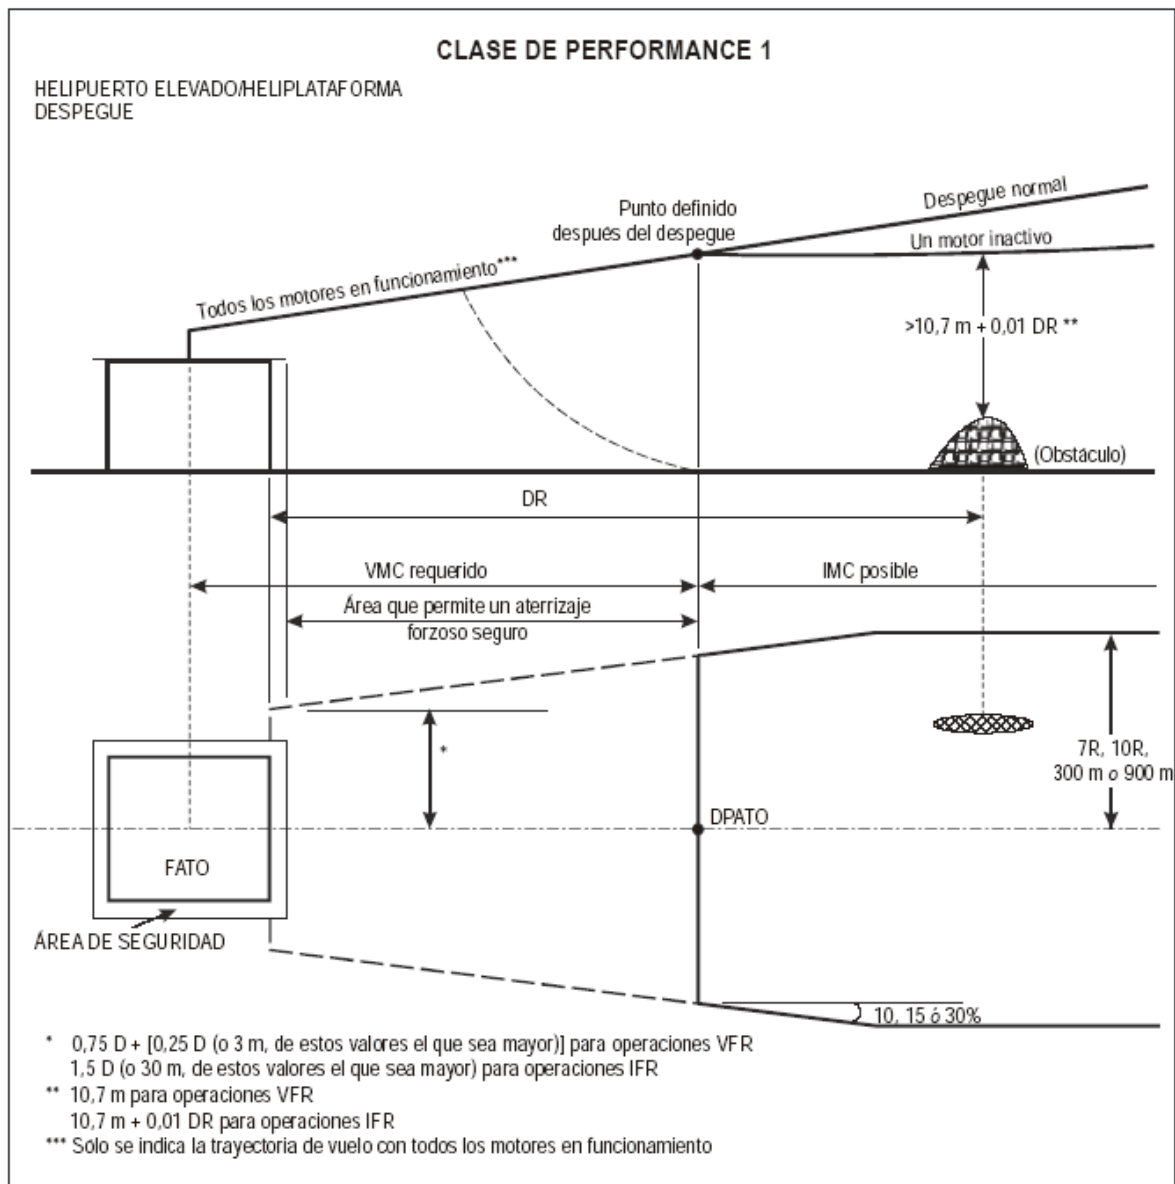 CLASE DE PERFORMANCE 1
HELIPUERTO ELEVADO/HELIPLATAFORMA
DESPEGUE
Despegue normal
Punto definido
después del despegue
Un motor inactivo
Todos los motores en funcionamiento***
>10,7 m + 0,01 DR **
(Obstáculo)
DR
VMC requerido
IMC posible
Área que permite un aterrizaje
forzoso seguro
*
7R, 10R,
300 m o 900 m
DPATO
FATO
ÁREA DE SEGURIDAD
10, 15 ó 30%
* 0,75 D + [0,25 D (o 3 m, de estos valores el que sea mayor)] para operaciones VFR
1,5 D (o 30 m, de estos valores el que sea mayor) para operaciones IFR
** 10,7 m para operaciones VFR
10,7 m + 0,01 DR para operaciones IFR
*** Sólo se indica la trayectoria de vuelo con todos los motores en funcionamiento